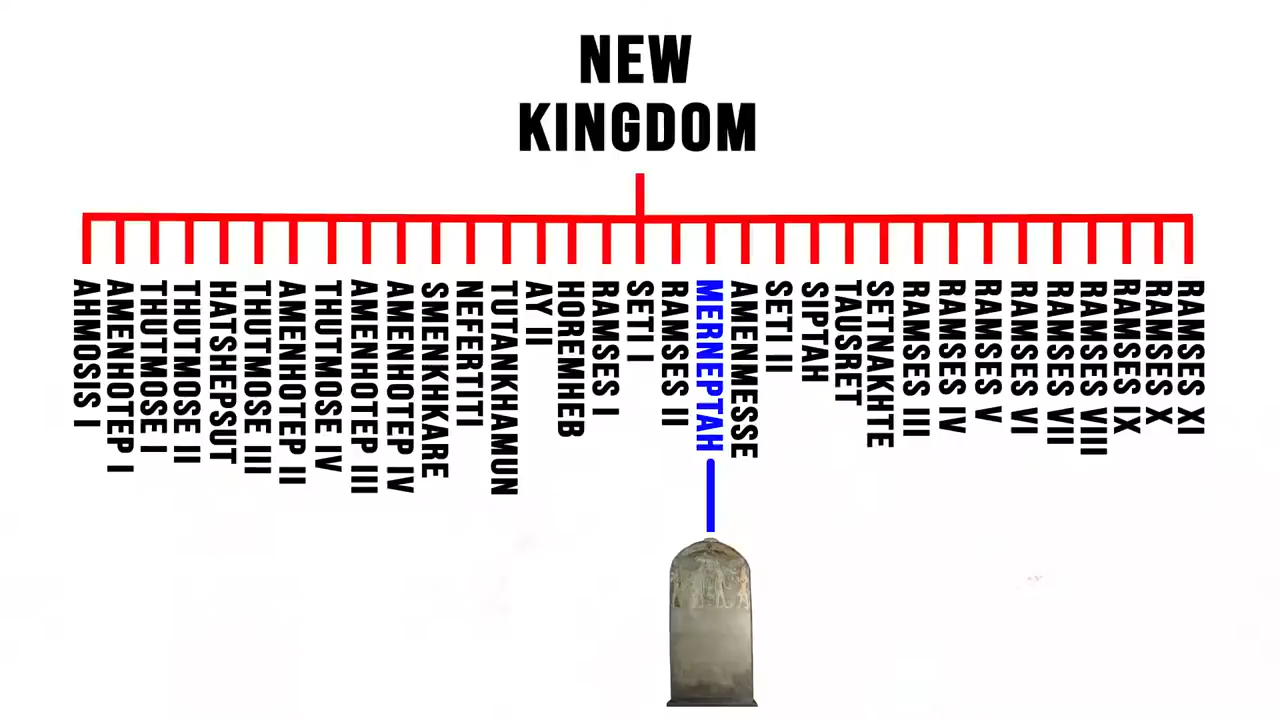 NEW
KINGDOM
AHMOSIS I
AMENHOTEP I
THUTMOSE I
THUTMOSE II
HATSHEPSUT
THUTMOSE III
AMENHOTEP II
THUTMOSE IV
AMENHOTEP III
AMENHOTEP IV
SMENKHKARE
NEFERTITI
TUTANKHAMUN
AY II
HOREMHEB
RAMSES I
SETI I
RAMSES II
MERNEPTAH
AMENMESSE
SETI II
SIPTAH
TAUSRET
SETNAKHTE
RAMSES III
RAMSES IV
RAMSES V
RAMSES VI
RAMSES VII
RAMSES VIII
RAMSES IX
RAMSES X
RAMSES XI